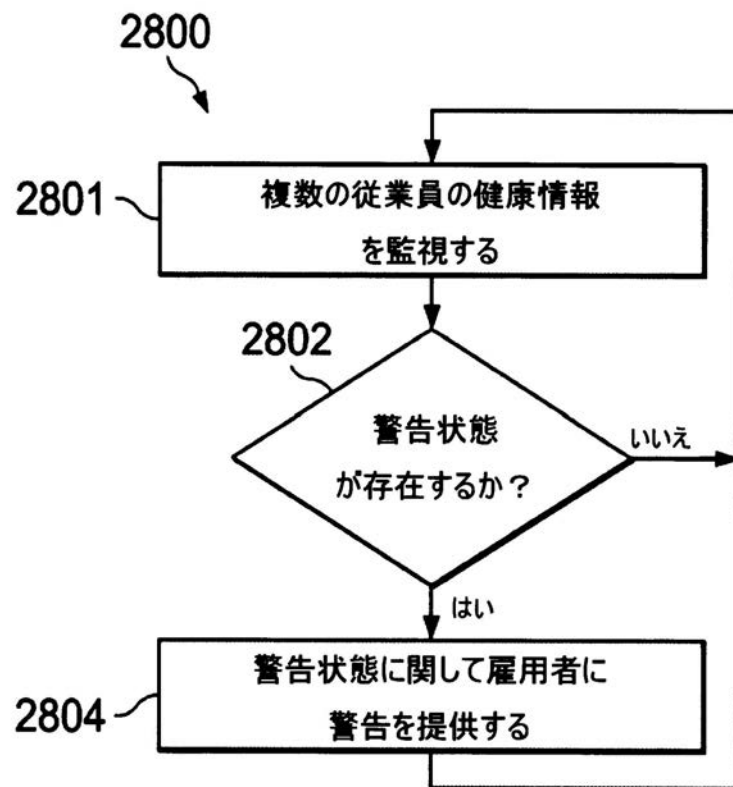 2800
2801
複数の従業員の健康情報
を監視する
2802
警告状態
が存在するか？
いいえ
はい
2804
警告状態に関して雇用者に
警告を提供する